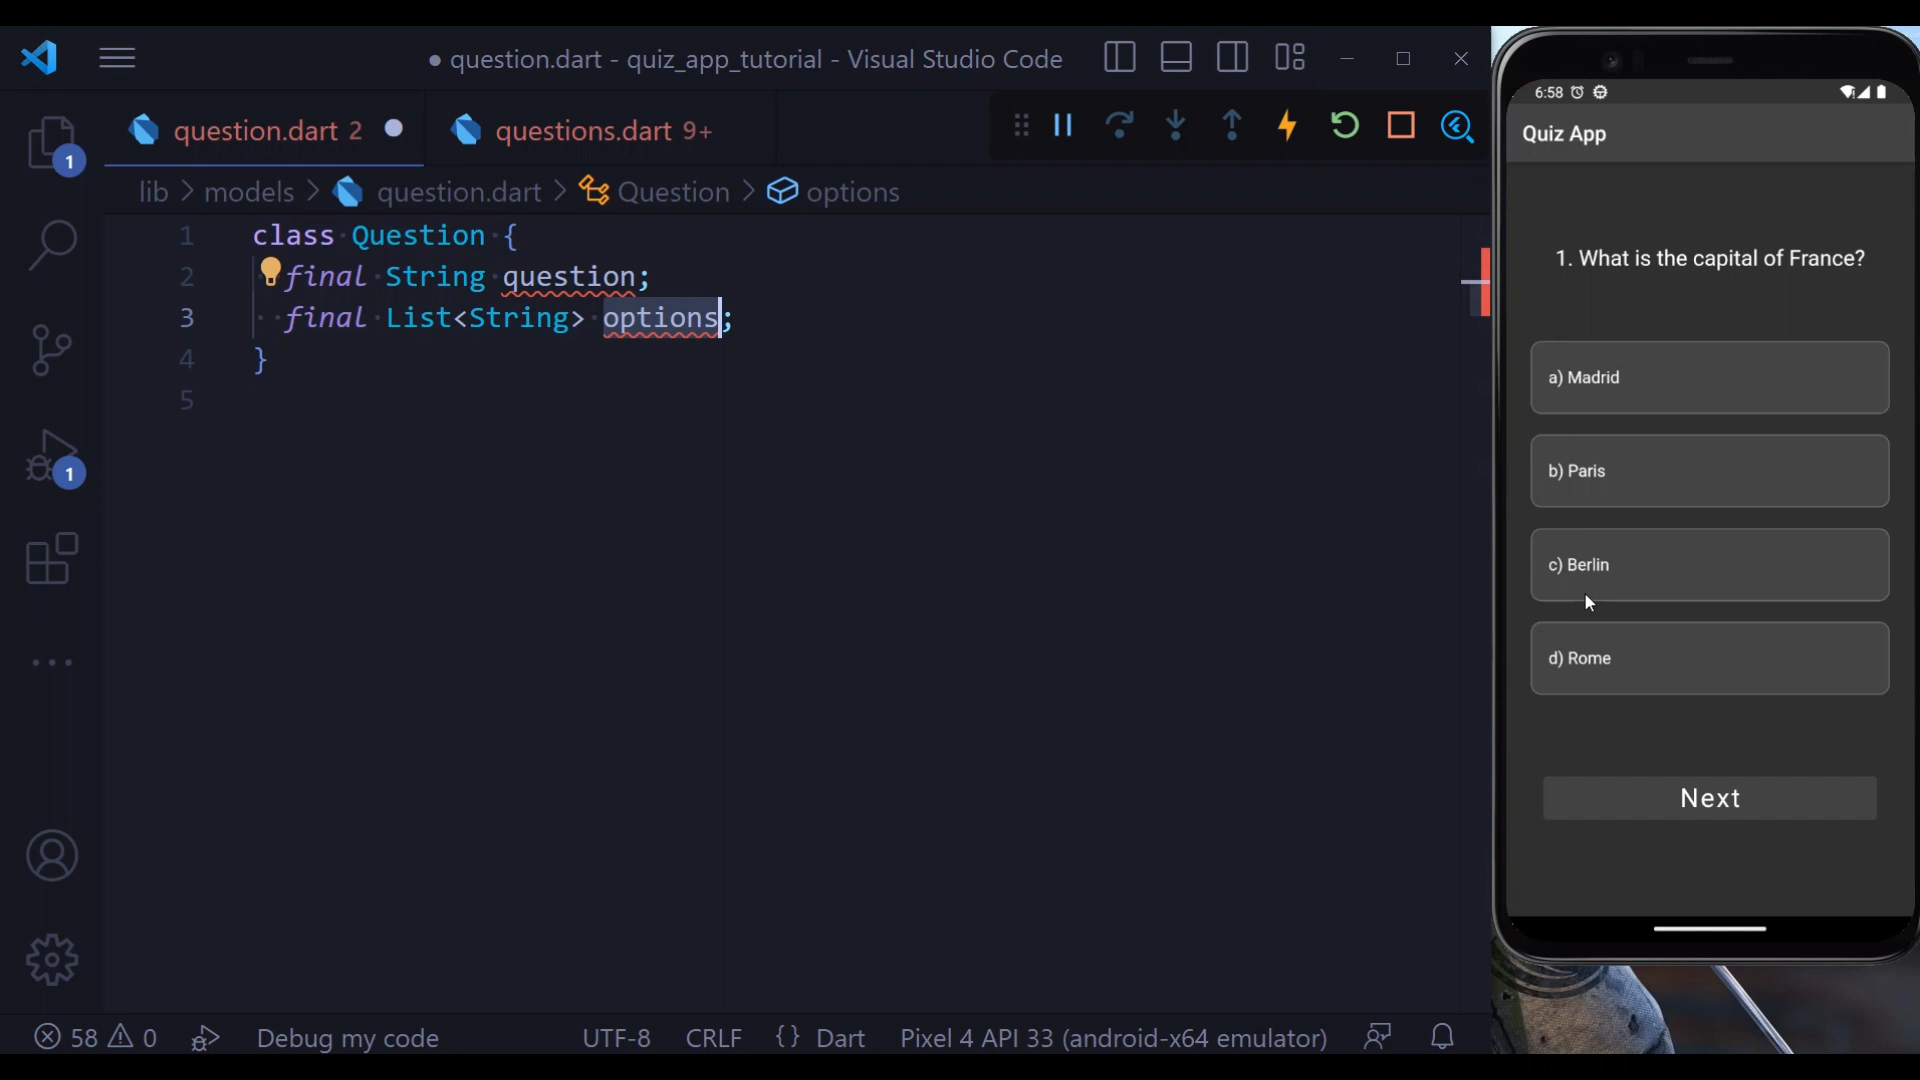 question.dart - quiz_app_tutorial - Visual Studio Code
question.dart 2
questions.dart 9+
1
lib > models > question.dart > Question > options
1 class Question {
2 final String question;
3 final List<String> options;
4 }
5
1
58 0 Debug my code UTF-8 CRLF {} Dart Pixel 4 API 33 (android-x64 emulator)
6:58
Quiz App
1. What is the capital of France?
a) Madrid
b) Paris
c) Berlin
d) Rome
Next